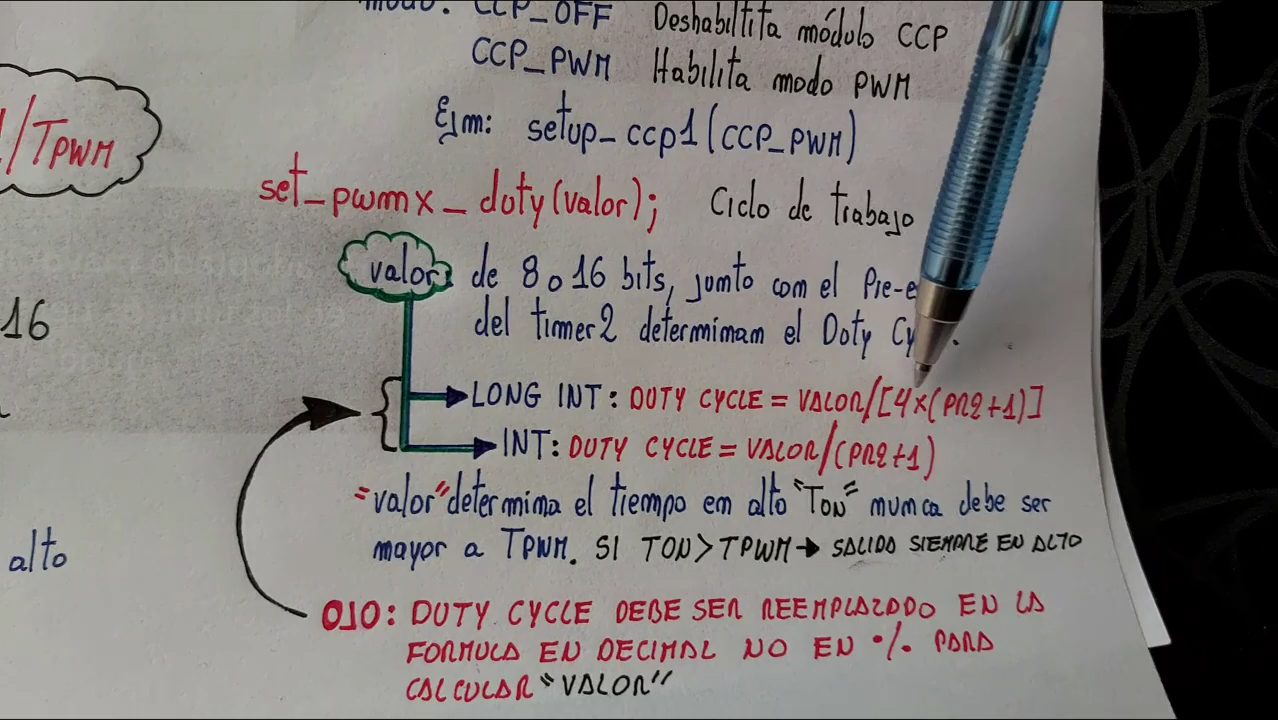 modo: CCP_OFF Deshabiltita módulo CCP
CCP_PWM Habilita modo PWM
Ejm: setup_ccp1(CCP_PWM)
/TPWM
set_pwmx_duty(valor); Ciclo de trabajo
valor de 8 o 16 bits, junto con el Pre-e
16
del timer2 determinan el Doty Cy
LONG INT: DUTY CYCLE = VALOR/[4x(PR2+1)]
INT: DUTY CYCLE = VALOR/(PR2+1)
"valor" determina el tiempo en alto "TON" nunca debe ser
alto
mayor a TPWM. SI TON>TPWM→ SALIDA SIEMPRE EN ALTO
OJO: DUTY CYCLE DEBE SER REEMPLAZADO EN LA
FORMULA EN DECIMAL NO EN % PARA
CALCULAR "VALOR"